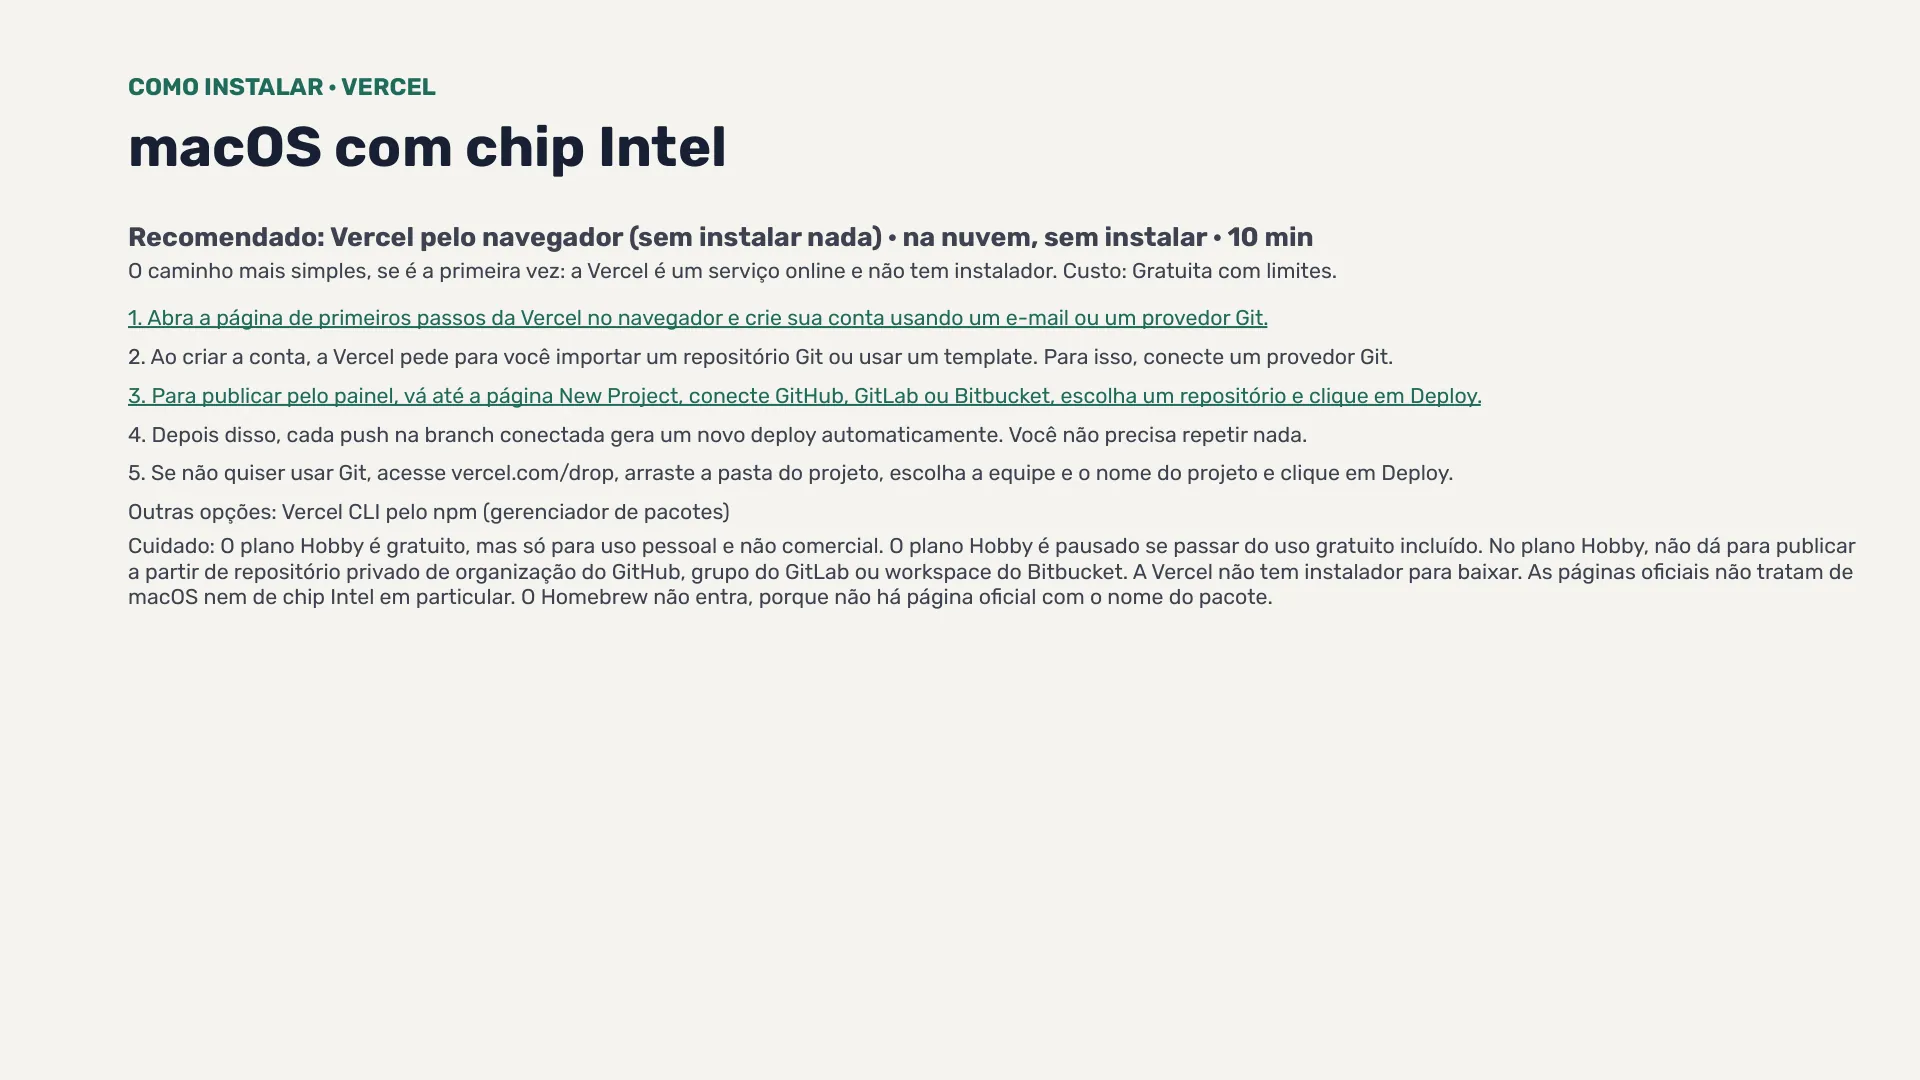 COMO INSTALAR • VERCEL
macOS com chip Intel
Recomendado: Vercel pelo navegador (sem instalar nada) • na nuvem, sem instalar • 10 min
O caminho mais simples, se é a primeira vez: a Vercel é um serviço online e não tem instalador. Custo: Gratuita com limites.
1. Abra a página de primeiros passos da Vercel no navegador e crie sua conta usando um e-mail ou um provedor Git.
2. Ao criar a conta, a Vercel pede para você importar um repositório Git ou usar um template. Para isso, conecte um provedor Git.
3. Para publicar pelo painel, vá até a página New Project, conecte GitHub, GitLab ou Bitbucket, escolha um repositório e clique em Deploy.
4. Depois disso, cada push na branch conectada gera um novo deploy automaticamente. Você não precisa repetir nada.
5. Se não quiser usar Git, acesse vercel.com/drop, arraste a pasta do projeto, escolha a equipe e o nome do projeto e clique em Deploy.
Outras opções: Vercel CLI pelo npm (gerenciador de pacotes)
Cuidado: O plano Hobby é gratuito, mas só para uso pessoal e não comercial. O plano Hobby é pausado se passar do uso gratuito incluído. No plano Hobby, não dá para publicar
a partir de repositório privado de organização do GitHub, grupo do GitLab ou workspace do Bitbucket. A Vercel não tem instalador para baixar. As páginas oficiais não tratam de
macOS nem de chip Intel em particular. O Homebrew não entra, porque não há página oficial com o nome do pacote.